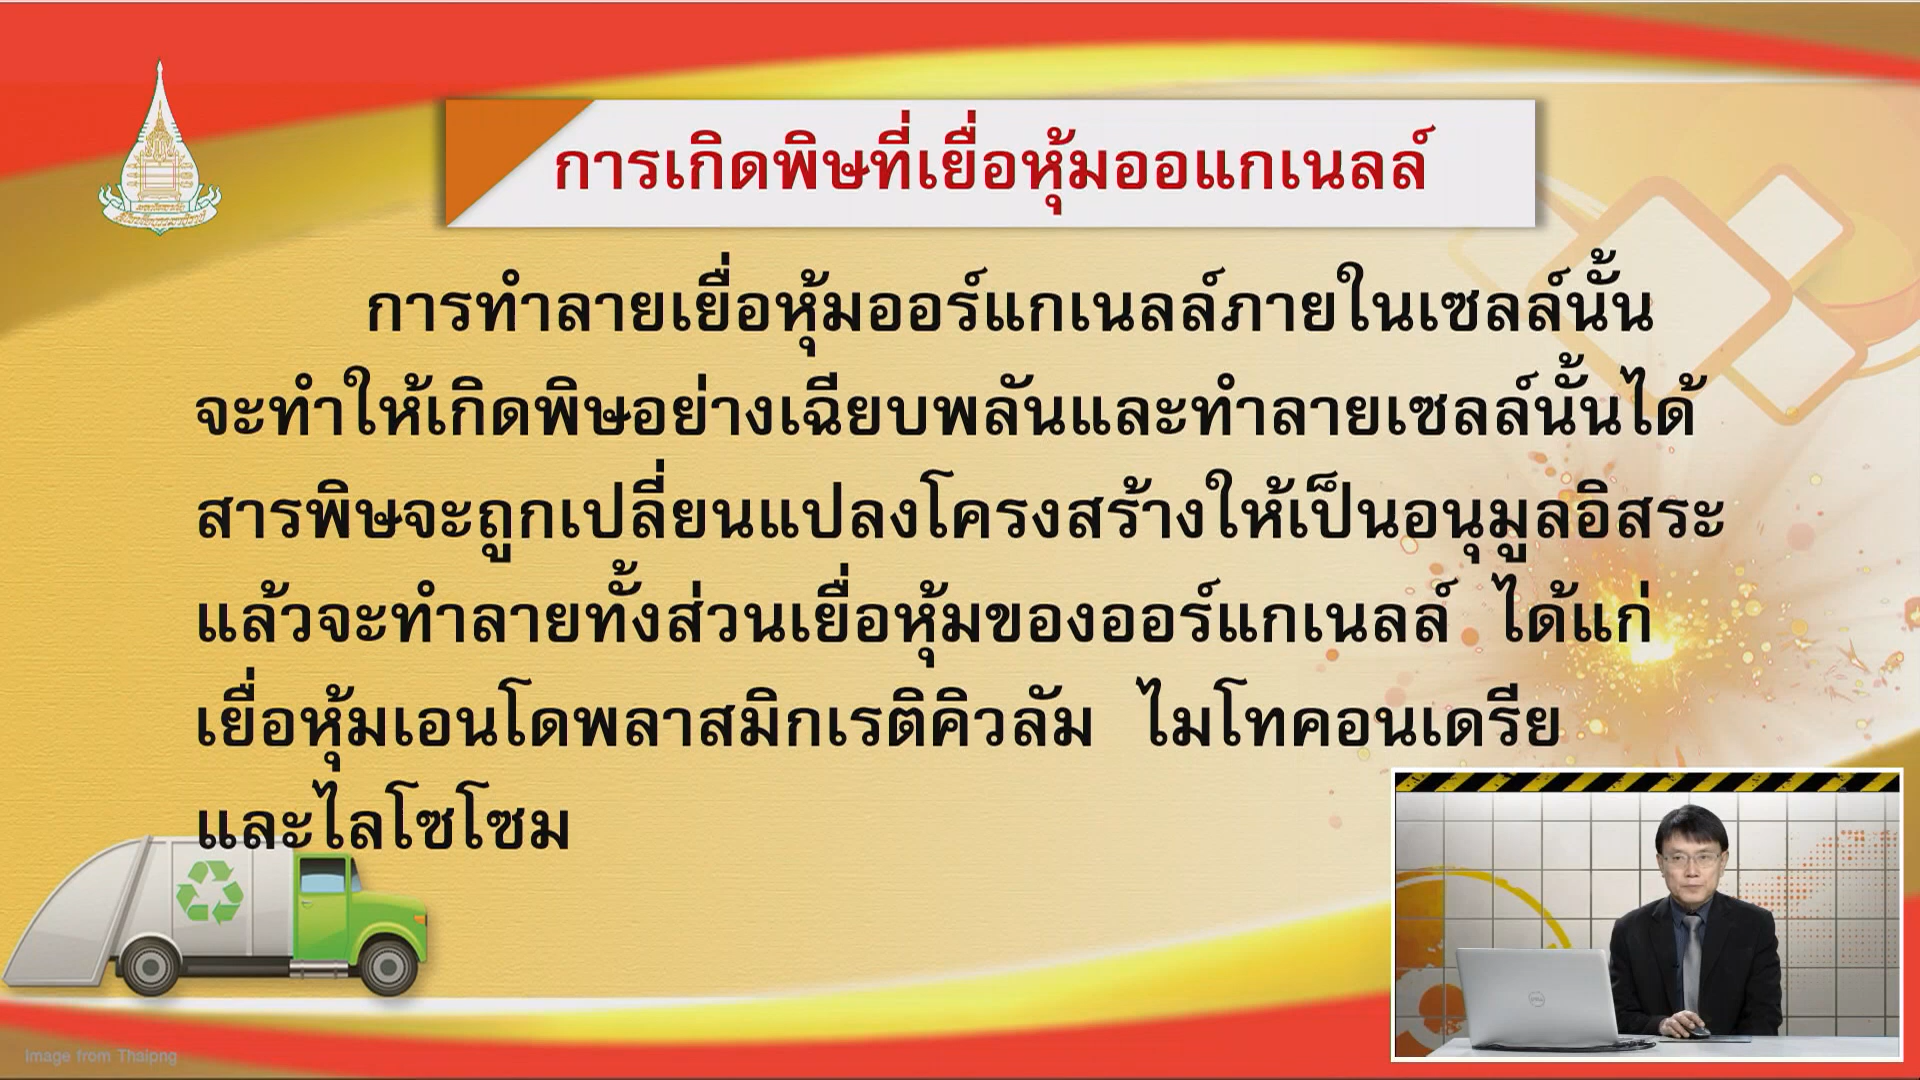 การเกิดพิษที่เยื่อหุ้มออแกเนลล์
การทำลายเยื่อหุ้มออร์แกเนลล์ภายในเซลล์นั้น
จะทำให้เกิดพิษอย่างเฉียบพลันและทำลายเซลล์นั้นได้
สารพิษจะถูกเปลี่ยนแปลงโครงสร้างให้เป็นอนุมูลอิสระ
แล้วจะทำลายทั้งส่วนเยื่อหุ้มของออร์แกเนลล์ ได้แก่
เยื่อหุ้มเอนโดพลาสมิกเรติคิวลัม ไมโทคอนเดรีย
และไลโซโซม
Image from Thaipng